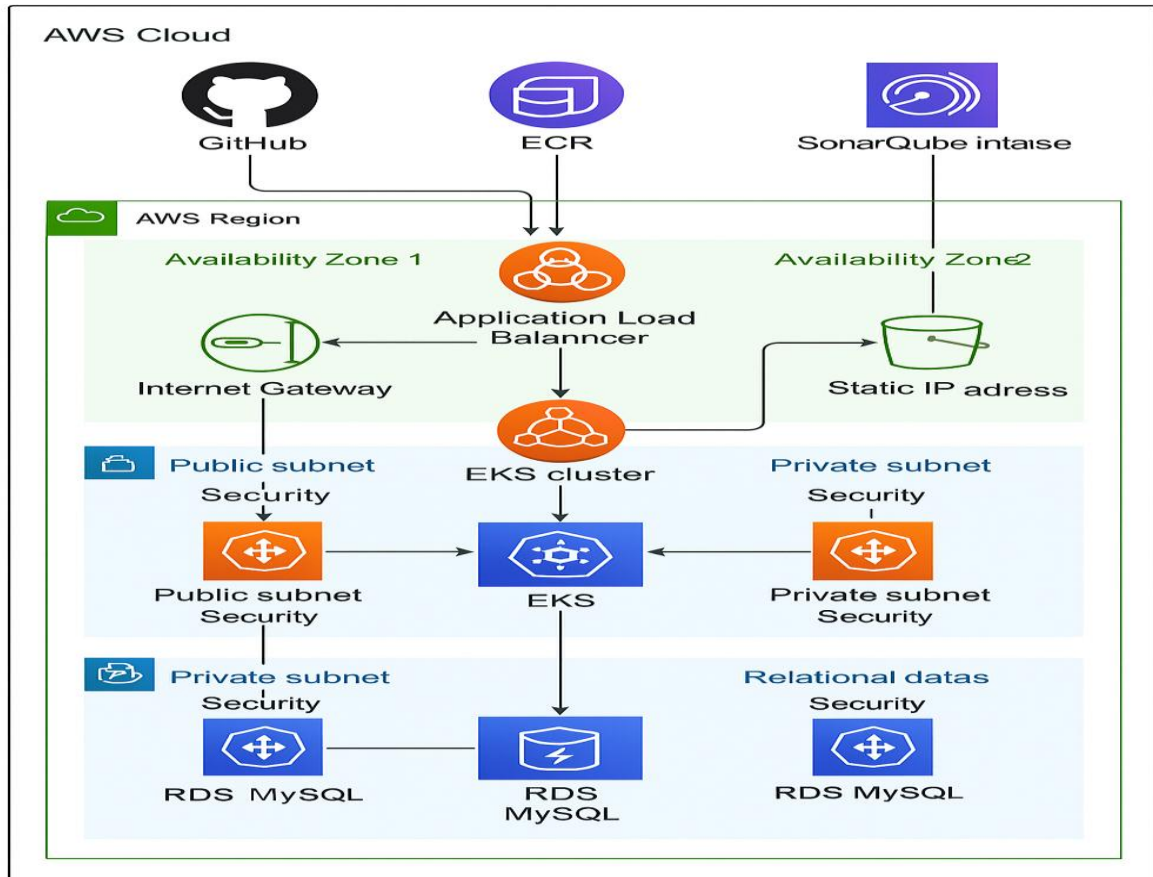 AWS Cloud
GitHub
ECR
SonarQube intaise
AWS Region
Availability Zone 1
Availability Zone2
Application Load
Balanncer
Internet Gateway
Static IP adress
Public subnet
EKS cluster
Private subnet
Security
Security
Public subnet
Security
EKS
Private subnet
Security
Private subnet
Relational datas
Security
Security
RDS MySQL
RDS
MySQL
RDS MySQL